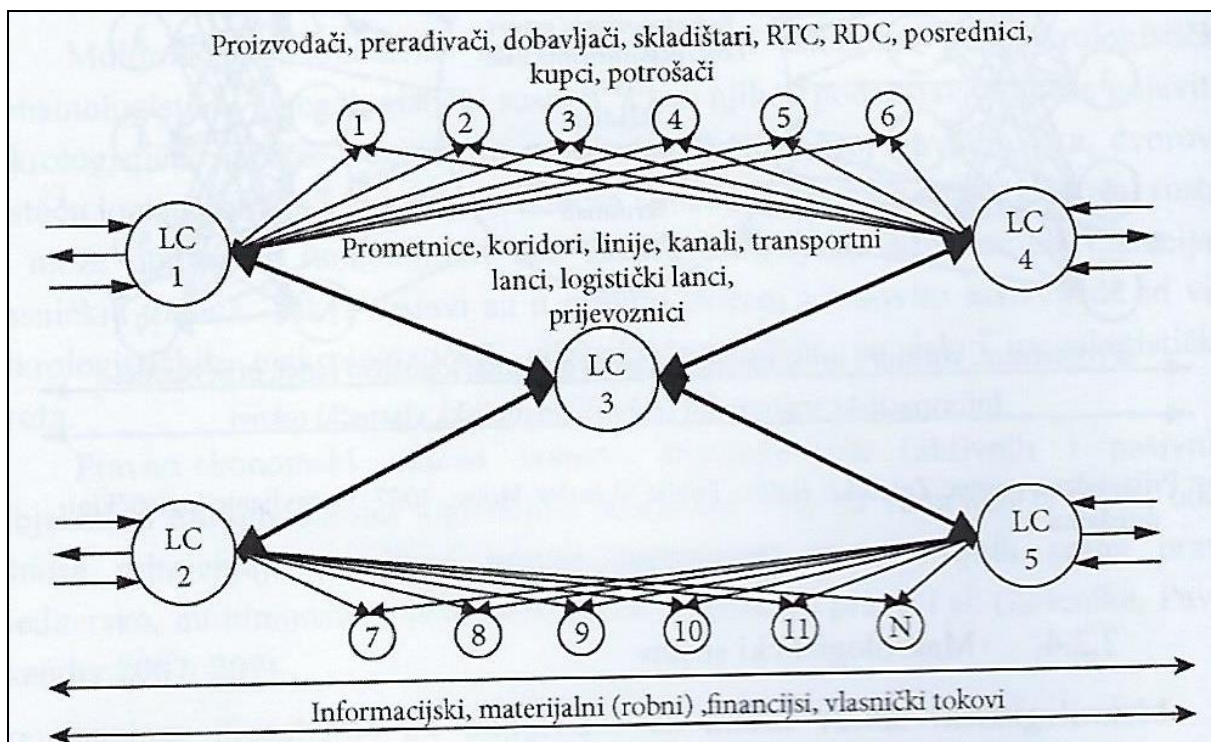 Proizvođači, prerađivači, dobavljači, skladištari, RTC, RDC, posrednici,
kupci, potrošači
1 2 3 4 5 6
LC
1
LC
4
Prometnice, koridori, linije, kanali, transportni
lanci, logistički lanci,
prijevoznici
LC
3
LC
2
LC
5
7 8 9 10 11 N
Informacijski, materijalni (robni) ,financijsi, vlasnički tokovi